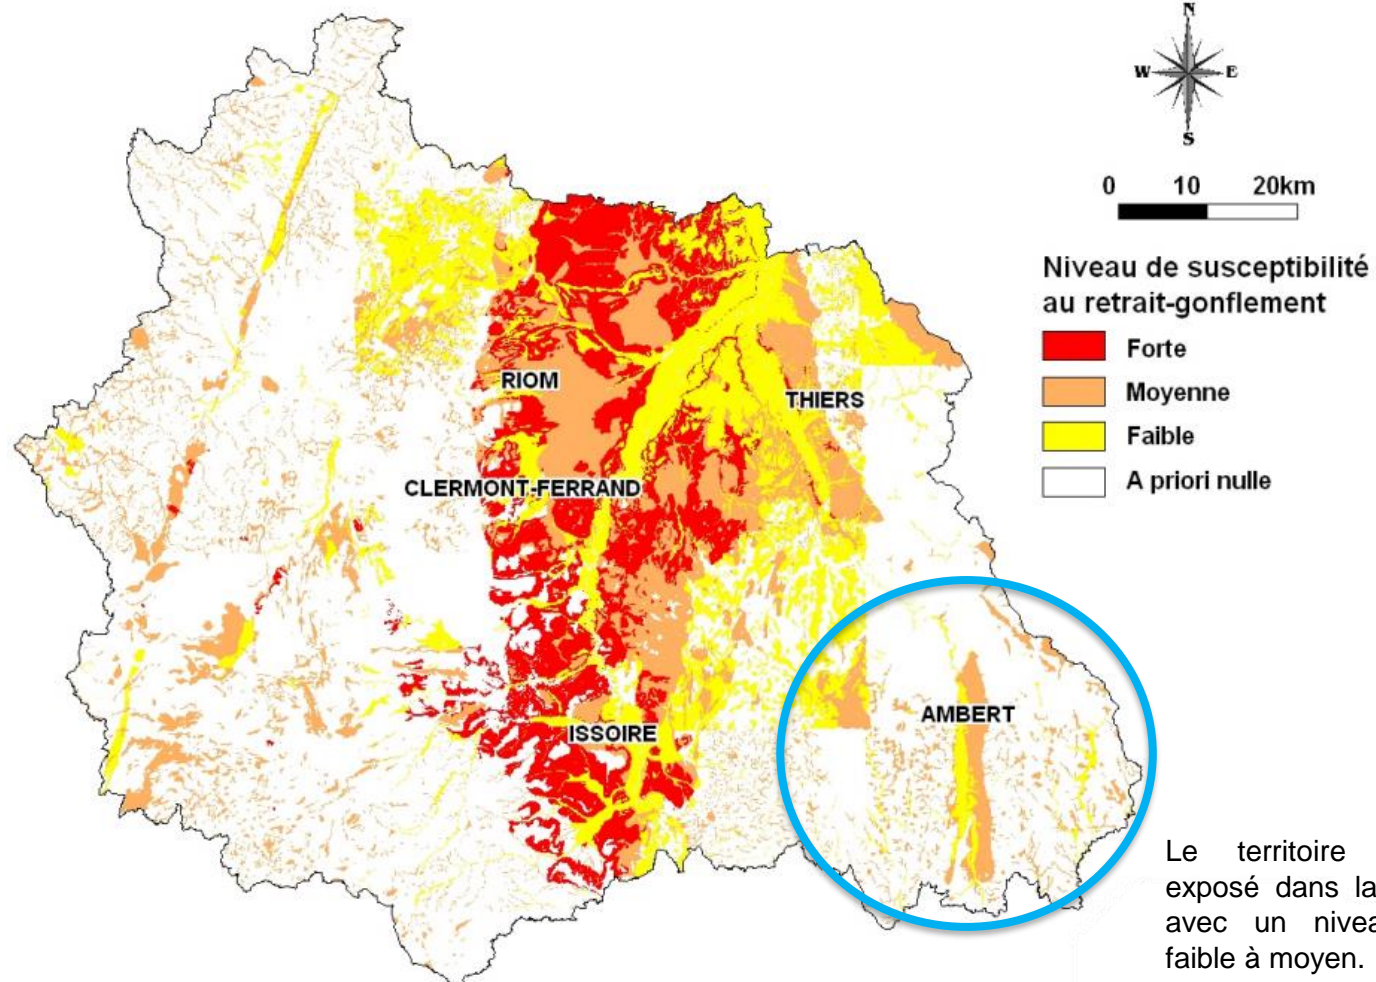 N
W E
S
0 10 20km
Niveau de susceptibilité
au retrait-gonflement
Forte
Moyenne
Faible
A priori nulle
RIOM
THIERS
CLERMONT-FERRAND
AMBERT
ISSOIRE
Le territoire
exposé dans la
avec un
faible à moyen.